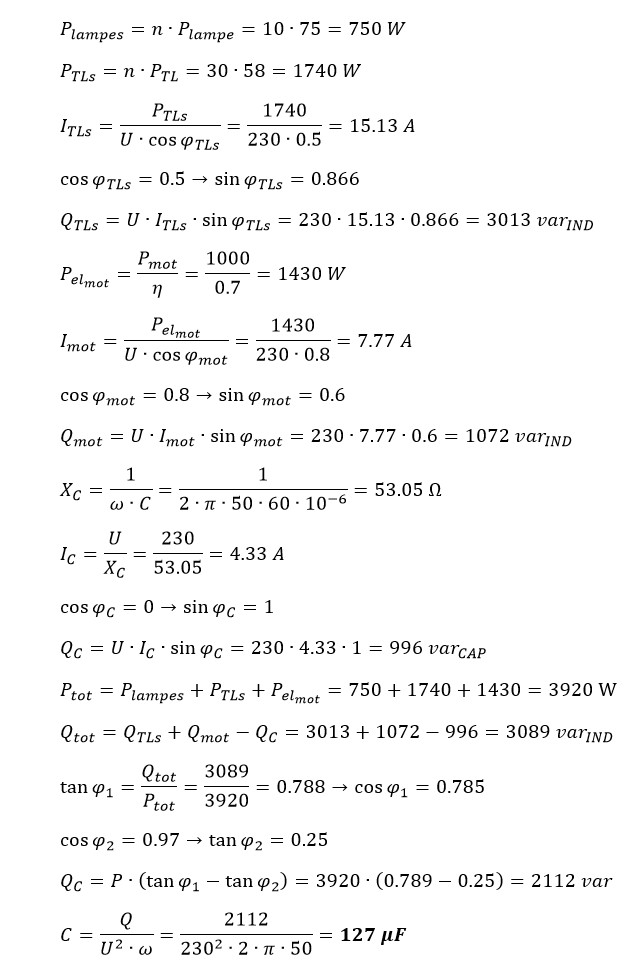 P_lampes = n · P_lampe = 10 · 75 = 750 W
P_TLs = n · P_TL = 30 · 58 = 1740 W
I_TLs = P_TLs / (U · cos φ_TLs) = 1740 / (230 · 0.5) = 15.13 A
cos φ_TLs = 0.5 → sin φ_TLs = 0.866
Q_TLs = U · I_TLs · sin φ_TLs = 230 · 15.13 · 0.866 = 3013 var_IND
P_el_mot = P_mot / η = 1000 / 0.7 = 1430 W
I_mot = P_el_mot / (U · cos φ_mot) = 1430 / (230 · 0.8) = 7.77 A
cos φ_mot = 0.8 → sin φ_mot = 0.6
Q_mot = U · I_mot · sin φ_mot = 230 · 7.77 · 0.6 = 1072 var_IND
X_C = 1 / (ω · C) = 1 / (2 · π · 50 · 60 · 10^−6) = 53.05 Ω
I_C = U / X_C = 230 / 53.05 = 4.33 A
cos φ_C = 0 → sin φ_C = 1
Q_C = U · I_C · sin φ_C = 230 · 4.33 · 1 = 996 var_CAP
P_tot = P_lampes + P_TLs + P_el_mot = 750 + 1740 + 1430 = 3920 W
Q_tot = Q_TLs + Q_mot − Q_C = 3013 + 1072 − 996 = 3089 var_IND
tan φ_1 = Q_tot / P_tot = 3089 / 3920 = 0.788 → cos φ_1 = 0.785
cos φ_2 = 0.97 → tan φ_2 = 0.25
Q_C = P · (tan φ_1 − tan φ_2) = 3920 · (0.789 − 0.25) = 2112 var
C = Q / (U^2 · ω) = 2112 / (230^2 · 2 · π · 50) = 127 μF